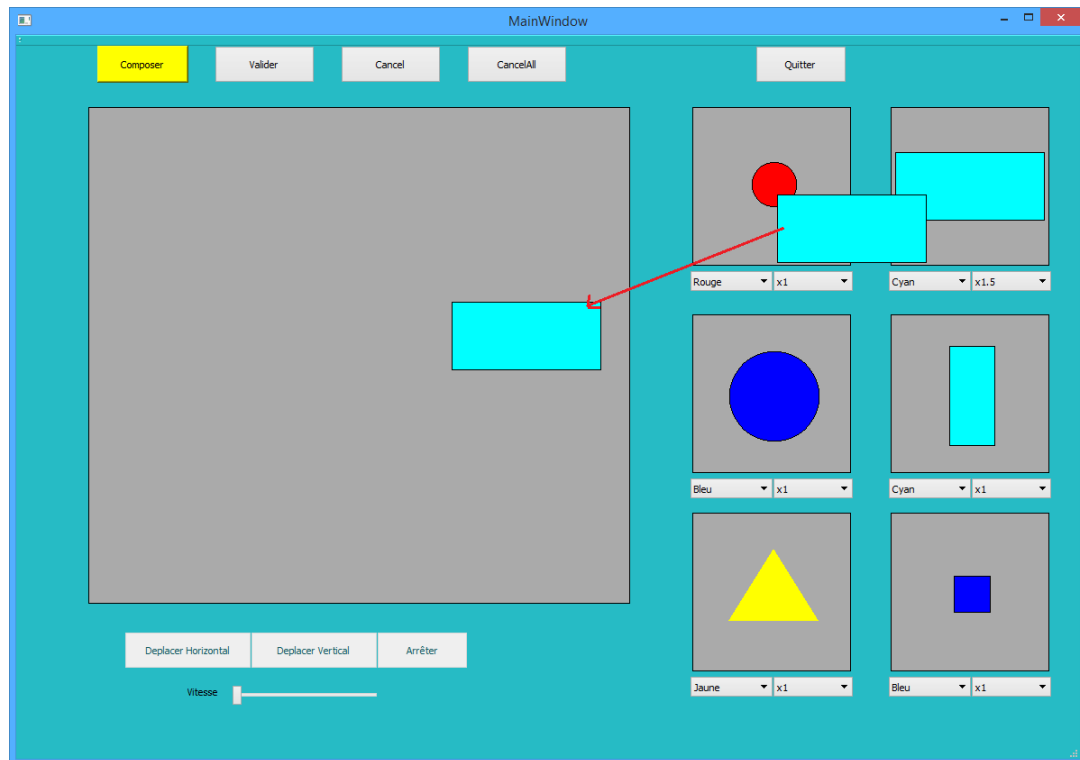 MainWindow
Composer Valider Cancel CancelAll Quitter
Rouge x1 Cyan x1.5
Bleu x1 Cyan x1
Jaune x1 Bleu x1
Deplacer Horizontal Deplacer Vertical Arrêter
Vitesse